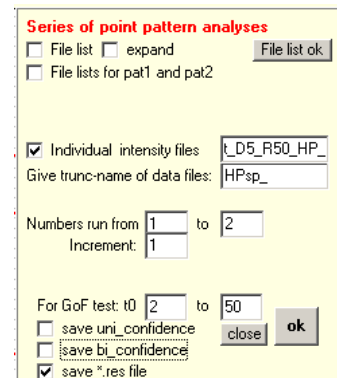 Series of point pattern analyses
File list expand File list ok
File lists for pat1 and pat2
Individual intensity files t_D5_R50_HP_
Give trunc-name of data files: HPsp_
Numbers run from 1 to 2
Increment: 1
For GoF test: t0 2 to 50
save uni_confidence close ok
save bi_confidence
save *.res file